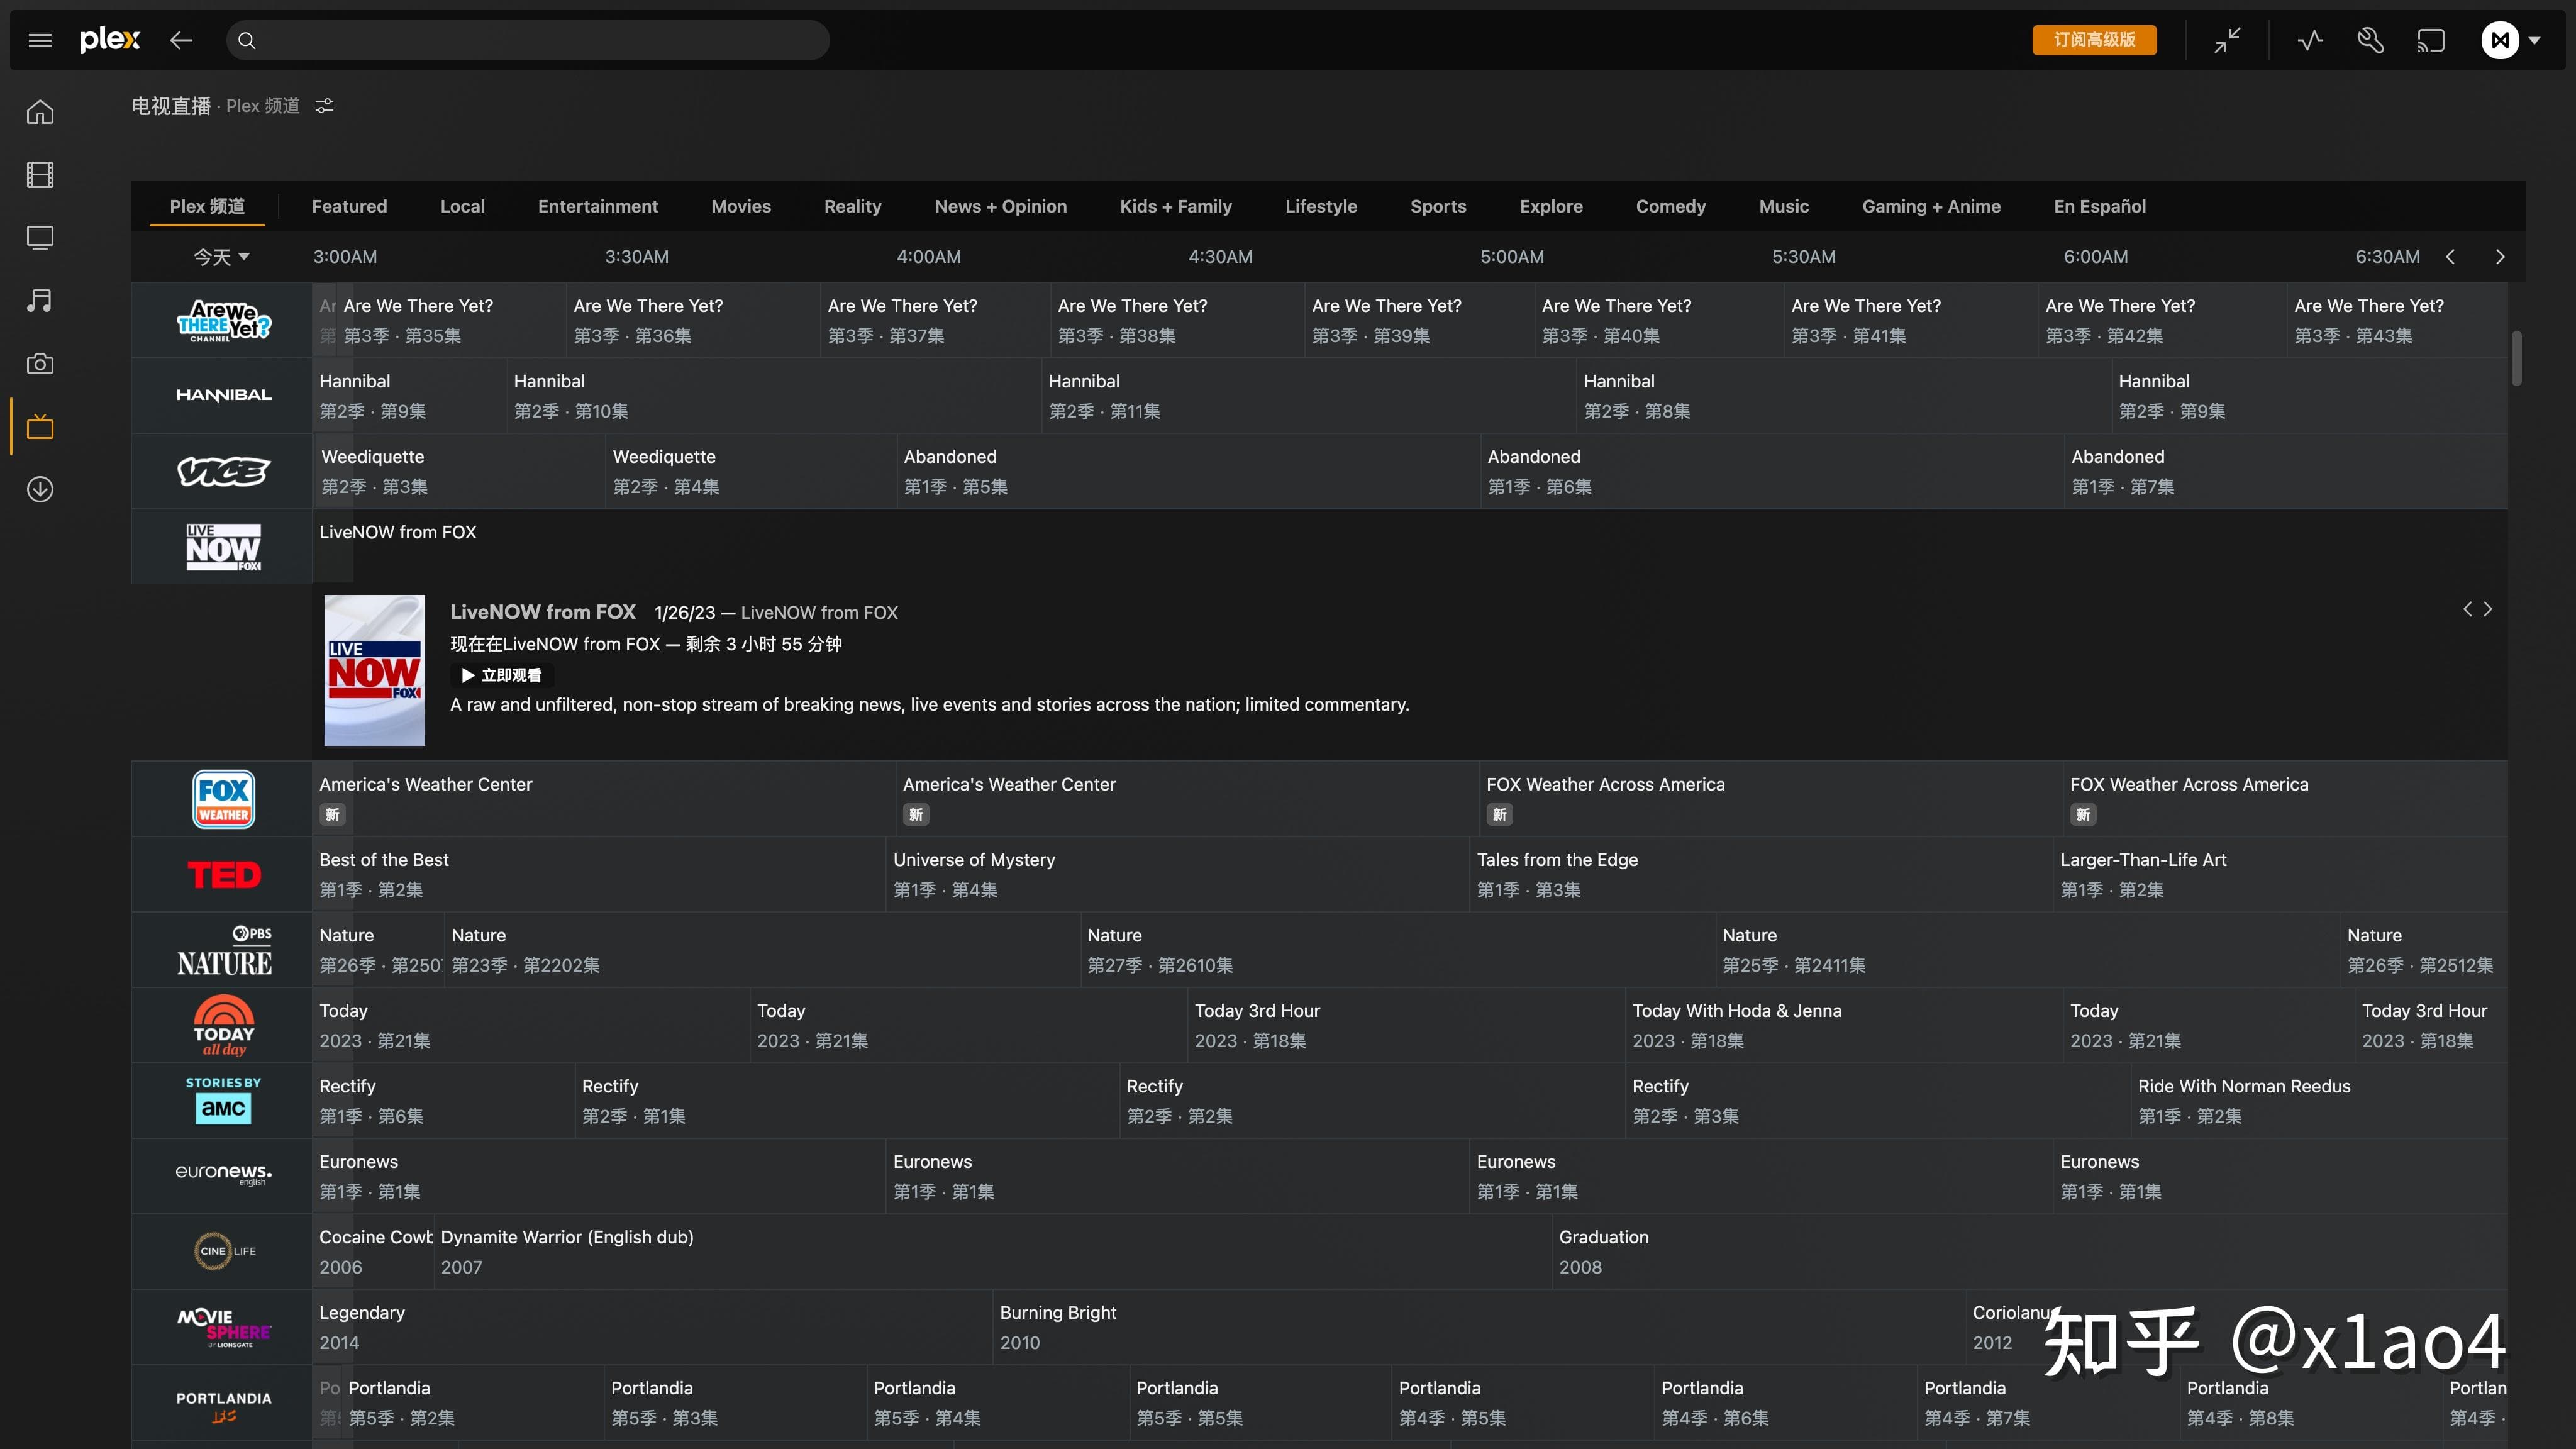 plex
订阅高级版
电视直播 · Plex 频道
Plex 频道 Featured Local Entertainment Movies Reality News + Opinion Kids + Family Lifestyle Sports Explore Comedy Music Gaming + Anime En Español
今天 3:00AM 3:30AM 4:00AM 4:30AM 5:00AM 5:30AM 6:00AM 6:30AM
Are We THERE Yet? CHANNEL
Ar Are We There Yet? Are We There Yet? Are We There Yet? Are We There Yet? Are We There Yet? Are We There Yet? Are We There Yet? Are We There Yet? Are We There Yet?
第 第3季 · 第35集 第3季 · 第36集 第3季 · 第37集 第3季 · 第38集 第3季 · 第39集 第3季 · 第40集 第3季 · 第41集 第3季 · 第42集 第3季 · 第43集
HANNIBAL
Hannibal Hannibal Hannibal Hannibal Hannibal
第2季 · 第9集 第2季 · 第10集 第2季 · 第11集 第2季 · 第8集 第2季 · 第9集
VICE
Weediquette Weediquette Abandoned Abandoned Abandoned
第2季 · 第3集 第2季 · 第4集 第1季 · 第5集 第1季 · 第6集 第1季 · 第7集
LIVE NOW FOX
LiveNOW from FOX
LIVE NOW FOX
LiveNOW from FOX 1/26/23 — LiveNOW from FOX
现在在LiveNOW from FOX — 剩余 3 小时 55 分钟
立即观看
A raw and unfiltered, non-stop stream of breaking news, live events and stories across the nation; limited commentary.
FOX WEATHER
America's Weather Center America's Weather Center FOX Weather Across America FOX Weather Across America
新 新 新 新
TED
Best of the Best Universe of Mystery Tales from the Edge Larger-Than-Life Art
第1季 · 第2集 第1季 · 第4集 第1季 · 第3集 第1季 · 第2集
PBS NATURE
Nature Nature Nature Nature Nature
第26季 · 第250 第23季 · 第2202集 第27季 · 第2610集 第25季 · 第2411集 第26季 · 第2512集
TODAY all day
Today Today Today 3rd Hour Today With Hoda & Jenna Today Today 3rd Hour
2023 · 第21集 2023 · 第21集 2023 · 第18集 2023 · 第18集 2023 · 第21集 2023 · 第18集
STORIES BY aMC
Rectify Rectify Rectify Rectify Ride With Norman Reedus
第1季 · 第6集 第2季 · 第1集 第2季 · 第2集 第2季 · 第3集 第1季 · 第2集
euronews. english
Euronews Euronews Euronews Euronews
第1季 · 第1集 第1季 · 第1集 第1季 · 第1集 第1季 · 第1集
CINE LIFE
Cocaine Cowb Dynamite Warrior (English dub) Graduation
2006 2007 2008
MOVIE SPHERE BY LIONSGATE
Legendary Burning Bright Coriolanu
2014 2010 2012
知乎 @x1ao4
PORTLANDIA IFC
Po Portlandia Portlandia Portlandia Portlandia Portlandia Portlandia Portlandia Portlandia Portlan
第 第5季 · 第2集 第5季 · 第3集 第5季 · 第4集 第5季 · 第5集 第4季 · 第5集 第4季 · 第6集 第4季 · 第7集 第4季 · 第8集 第4季 ·